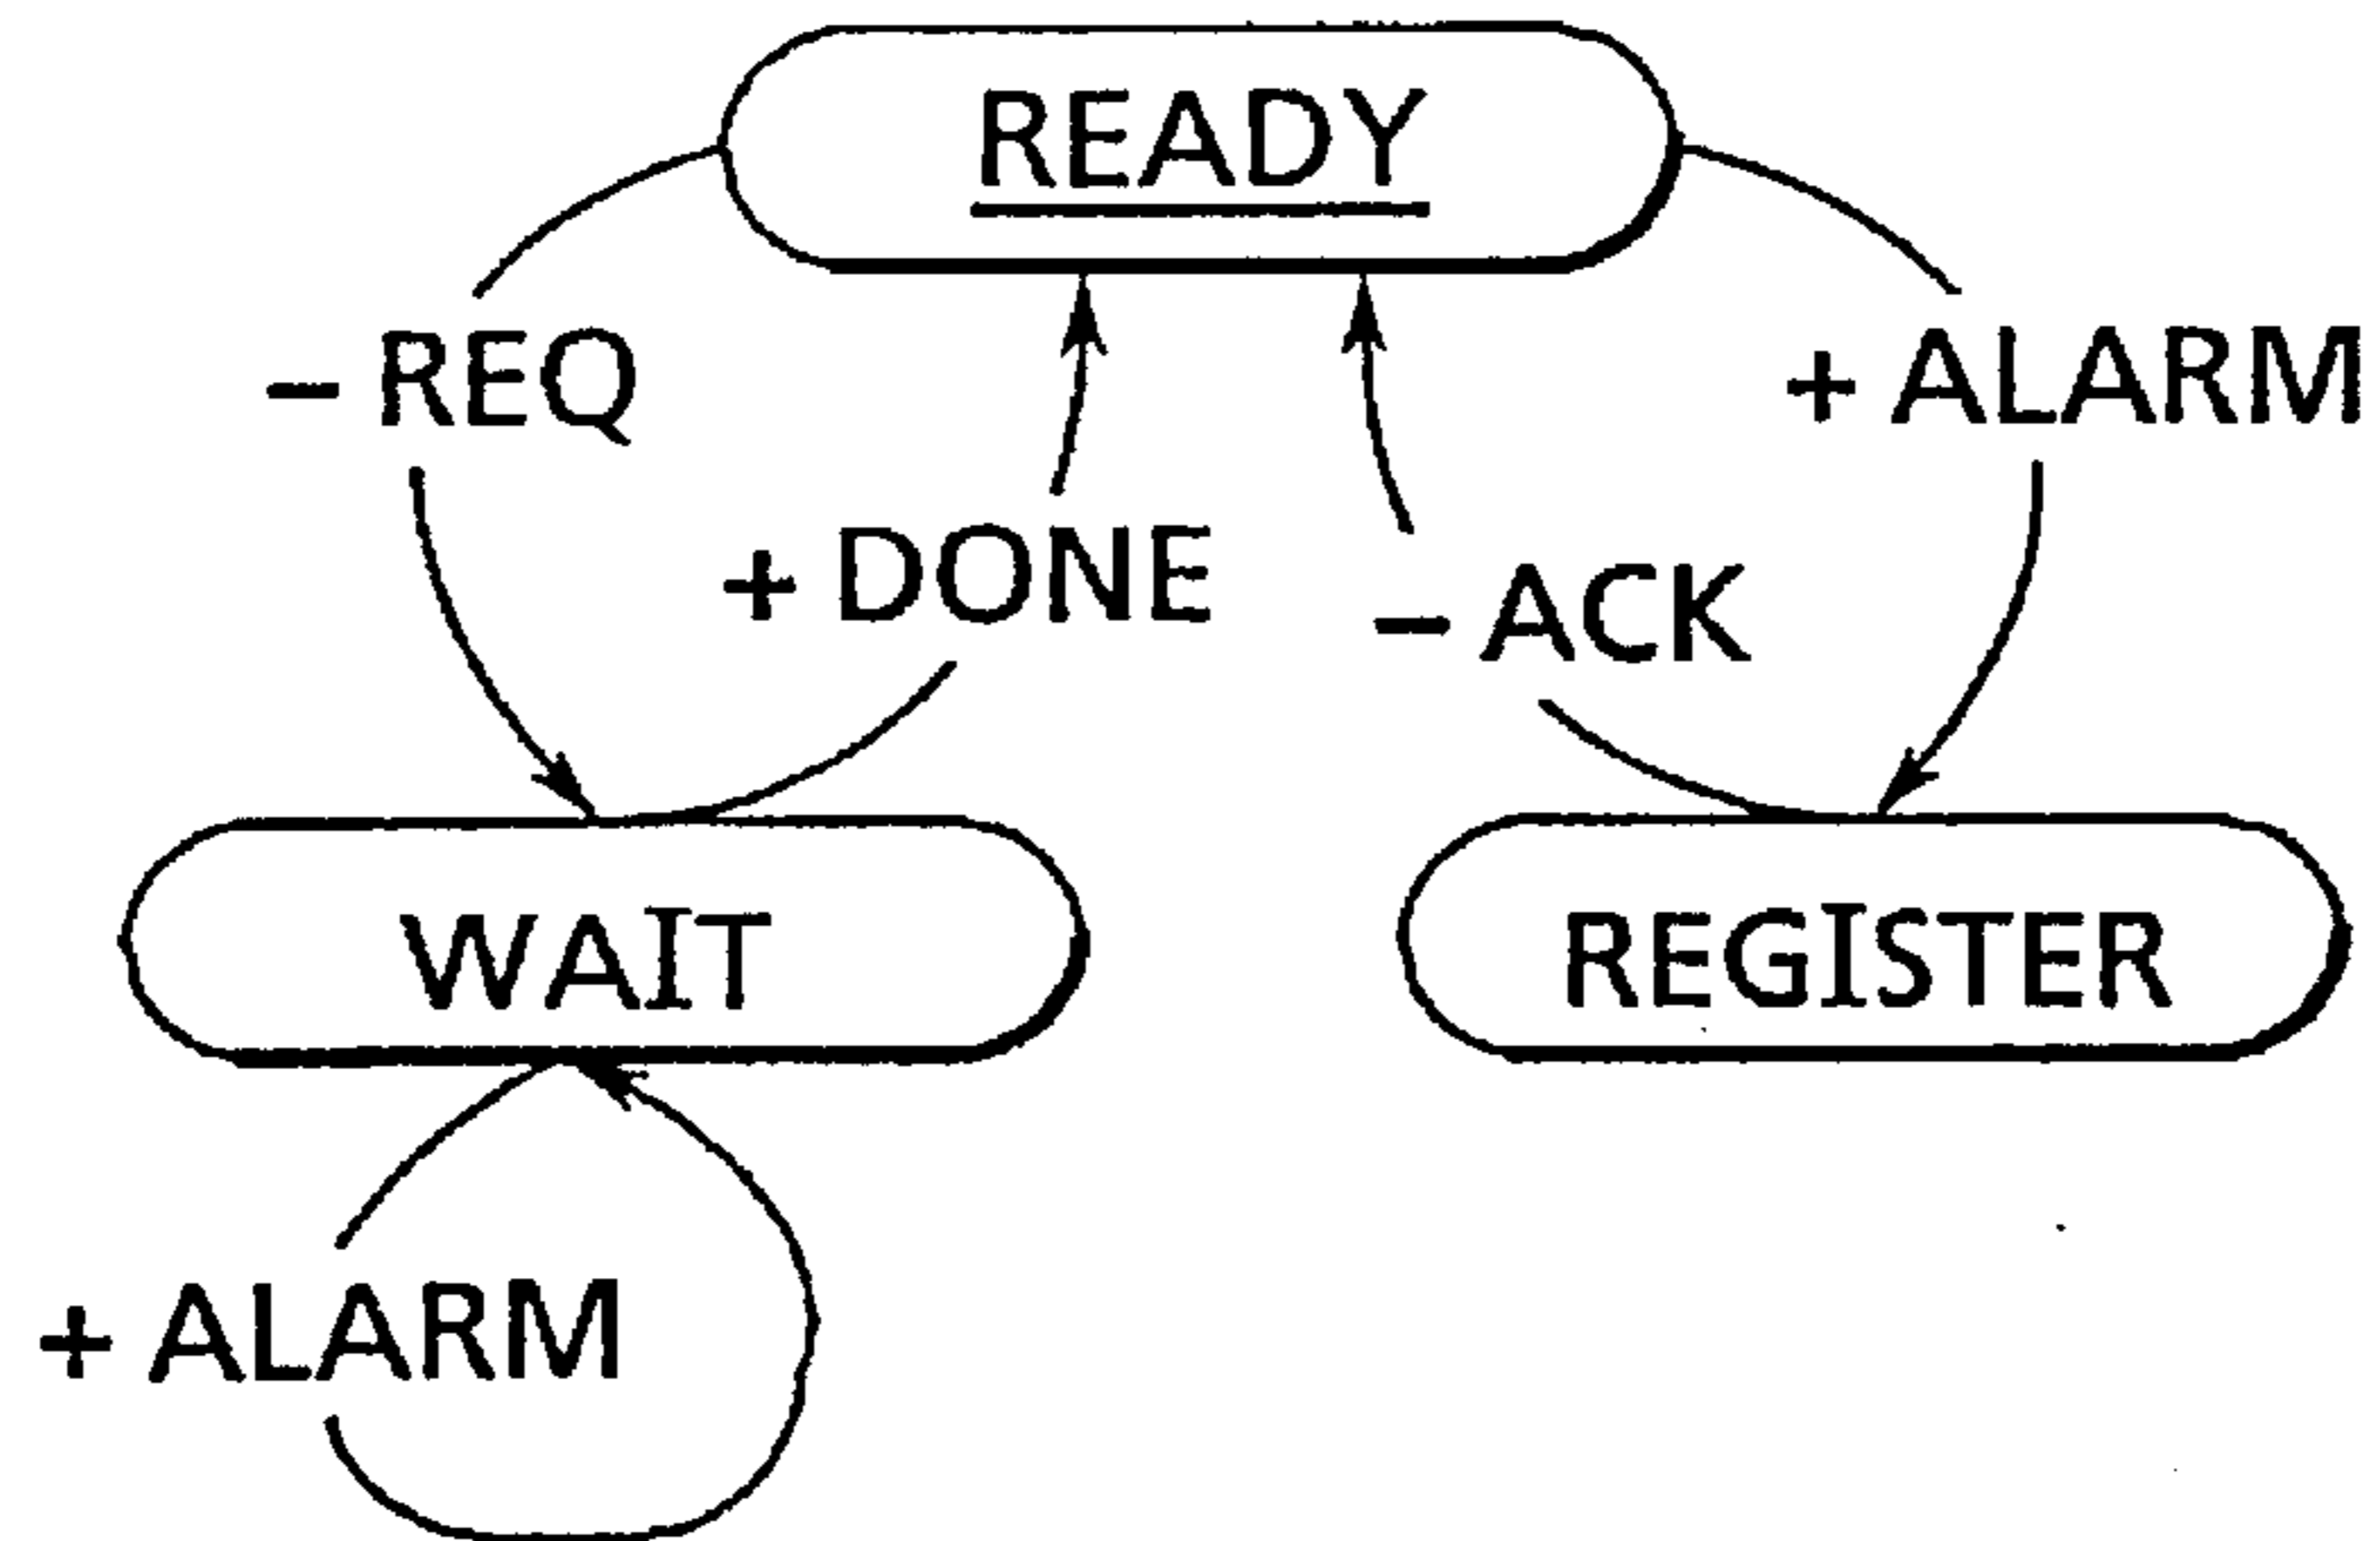 READY
– REQ
+ ALARM
+ DONE
– ACK
WAIT
REGISTER
+ ALARM